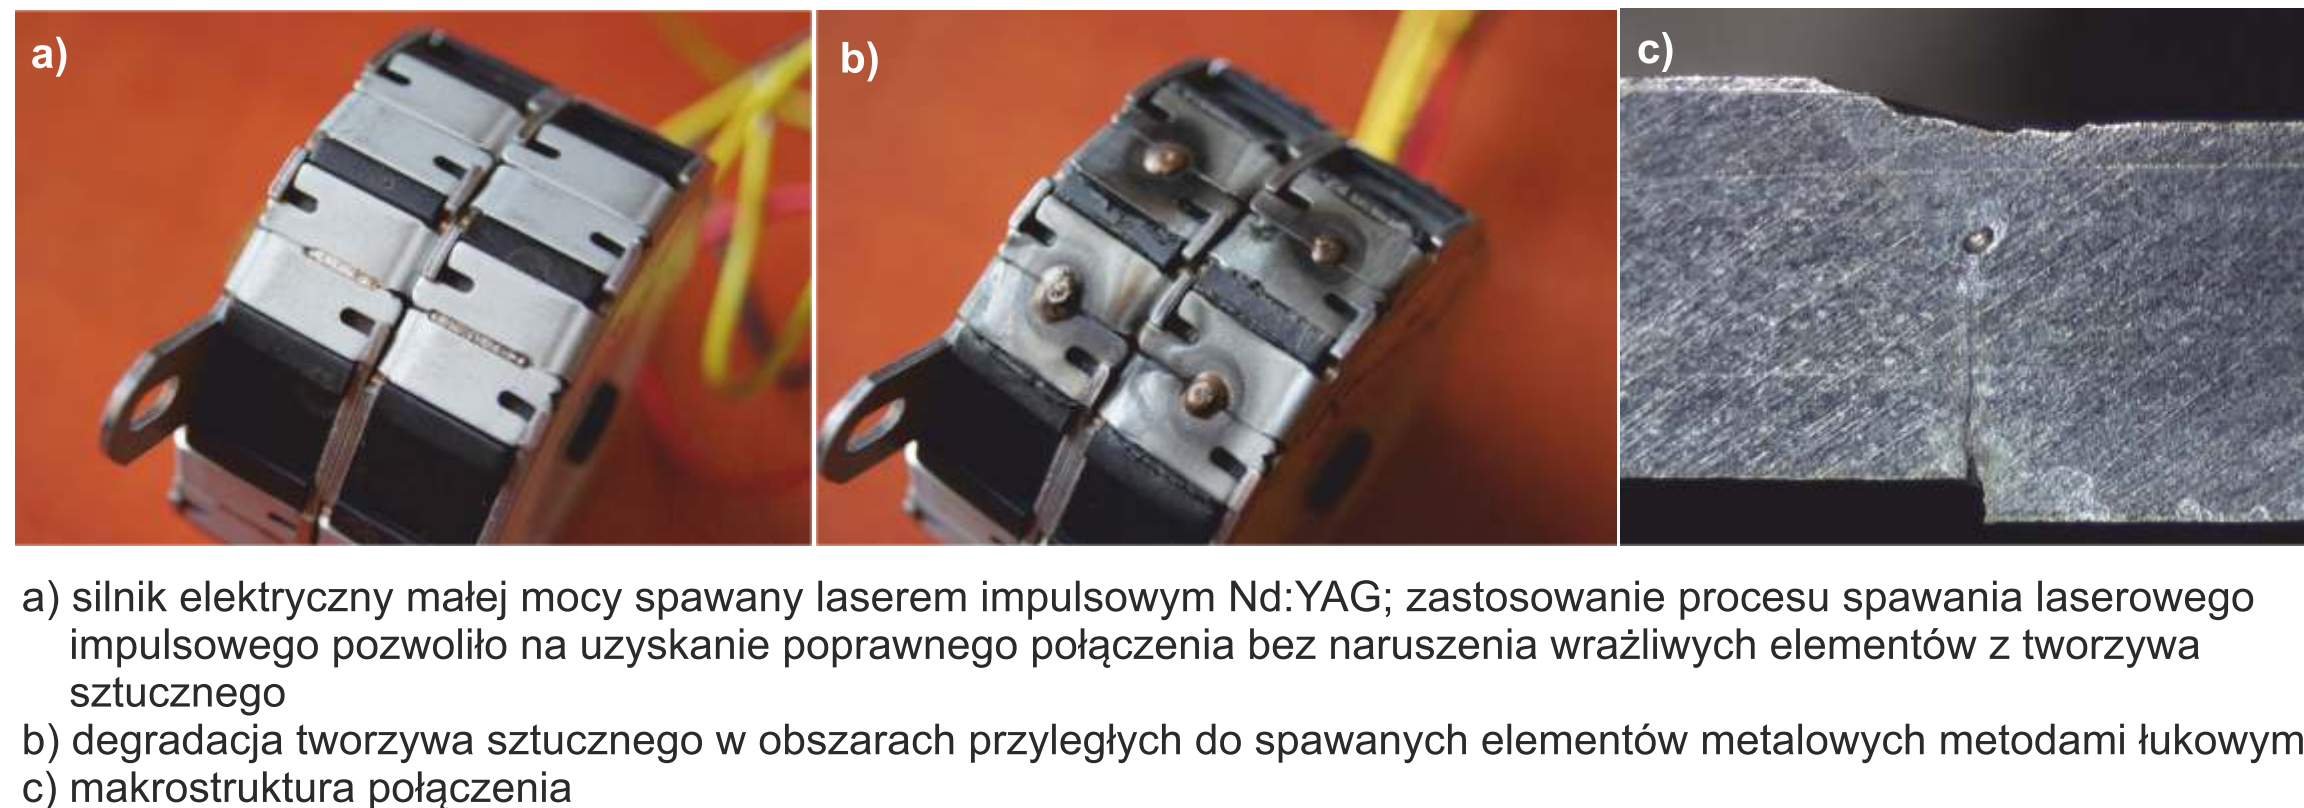 a)
b)
c)
a) silnik elektryczny małej mocy spawany laserem impulsowym Nd:YAG; zastosowanie procesu spawania laserowego
impulsowego pozwoliło na uzyskanie poprawnego połączenia bez naruszenia wrażliwych elementów z tworzywa
sztucznego
b) degradacja tworzywa sztucznego w obszarach przyległych do spawanych elementów metalowych metodami łukowym
c) makrostruktura połączenia